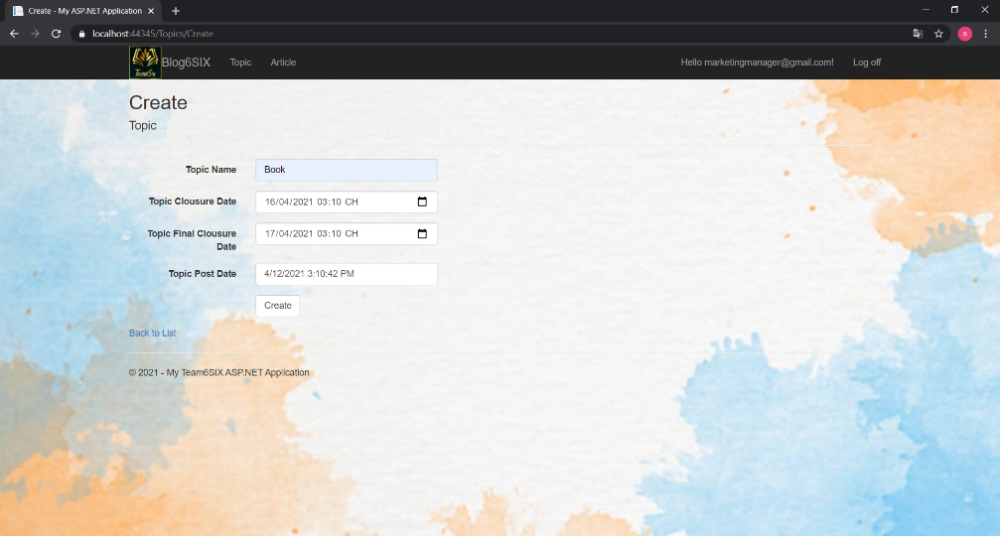 Create - My ASP.NET Application
localhost:44345/Topics/Create
S
Team6Six
Blog6SIX
Topic
Article
Hello marketingmanager@gmail.com!
Log off
Create
Topic
Topic Name
Book
Topic Clousure Date
16/04/2021 03:10 CH
Topic Final Clousure
Date
17/04/2021 03:10 CH
Topic Post Date
4/12/2021 3:10:42 PM
Create
Back to List
© 2021 - My Team6SIX ASP.NET Application